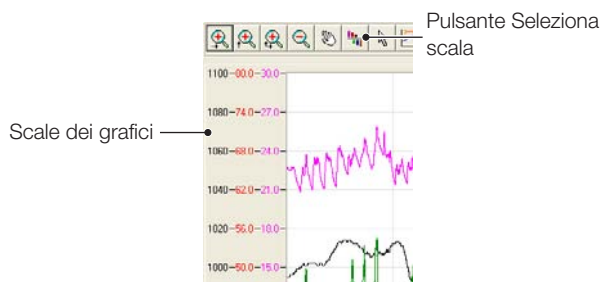 Pulsante Seleziona
scala
Scale dei grafici
1100-80.0-30.0-
1080-74.0-27.0-
1060-68.0-24.0-
1040-62.0-21.0-
1020-56.0-18.0-
1000-50.0-15.0-